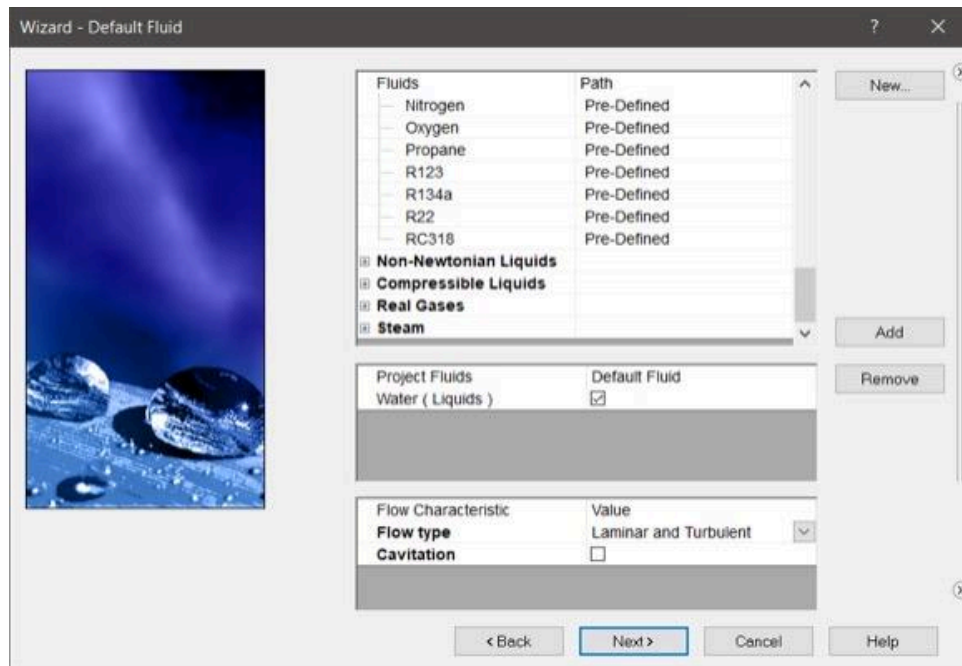 Wizard - Default Fluid ? ×
Fluids Path
Nitrogen Pre-Defined
Oxygen Pre-Defined
Propane Pre-Defined
R123 Pre-Defined
R134a Pre-Defined
R22 Pre-Defined
RC318 Pre-Defined
Non-Newtonian Liquids
Compressible Liquids
Real Gases
Steam
New...
Add
Remove
Project Fluids Default Fluid
Water ( Liquids )
Flow Characteristic Value
Flow type Laminar and Turbulent
Cavitation
< Back Next > Cancel Help